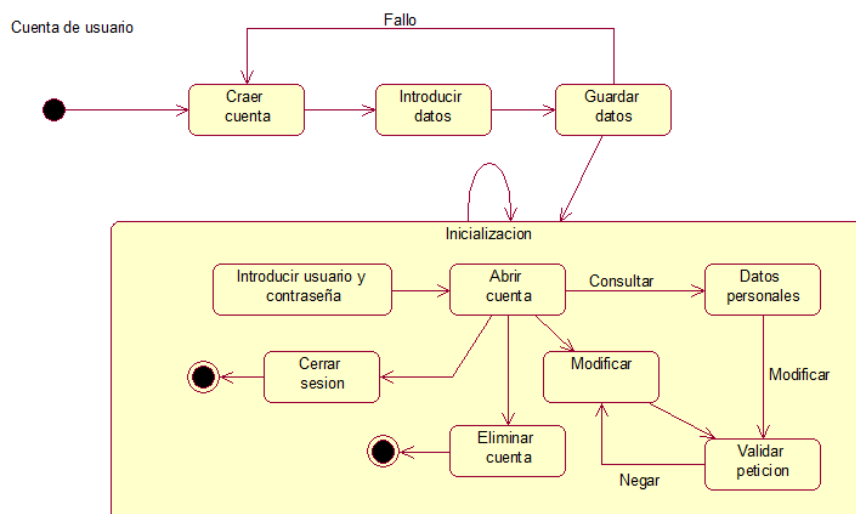 Cuenta de usuario
Fallo
Craer
cuenta
Introducir
datos
Guardar
datos
Inicializacion
Introducir usuario y
contraseña
Abrir
cuenta
Consultar
Datos
personales
Cerrar
sesion
Modificar
Modificar
Eliminar
cuenta
Validar
peticion
Negar